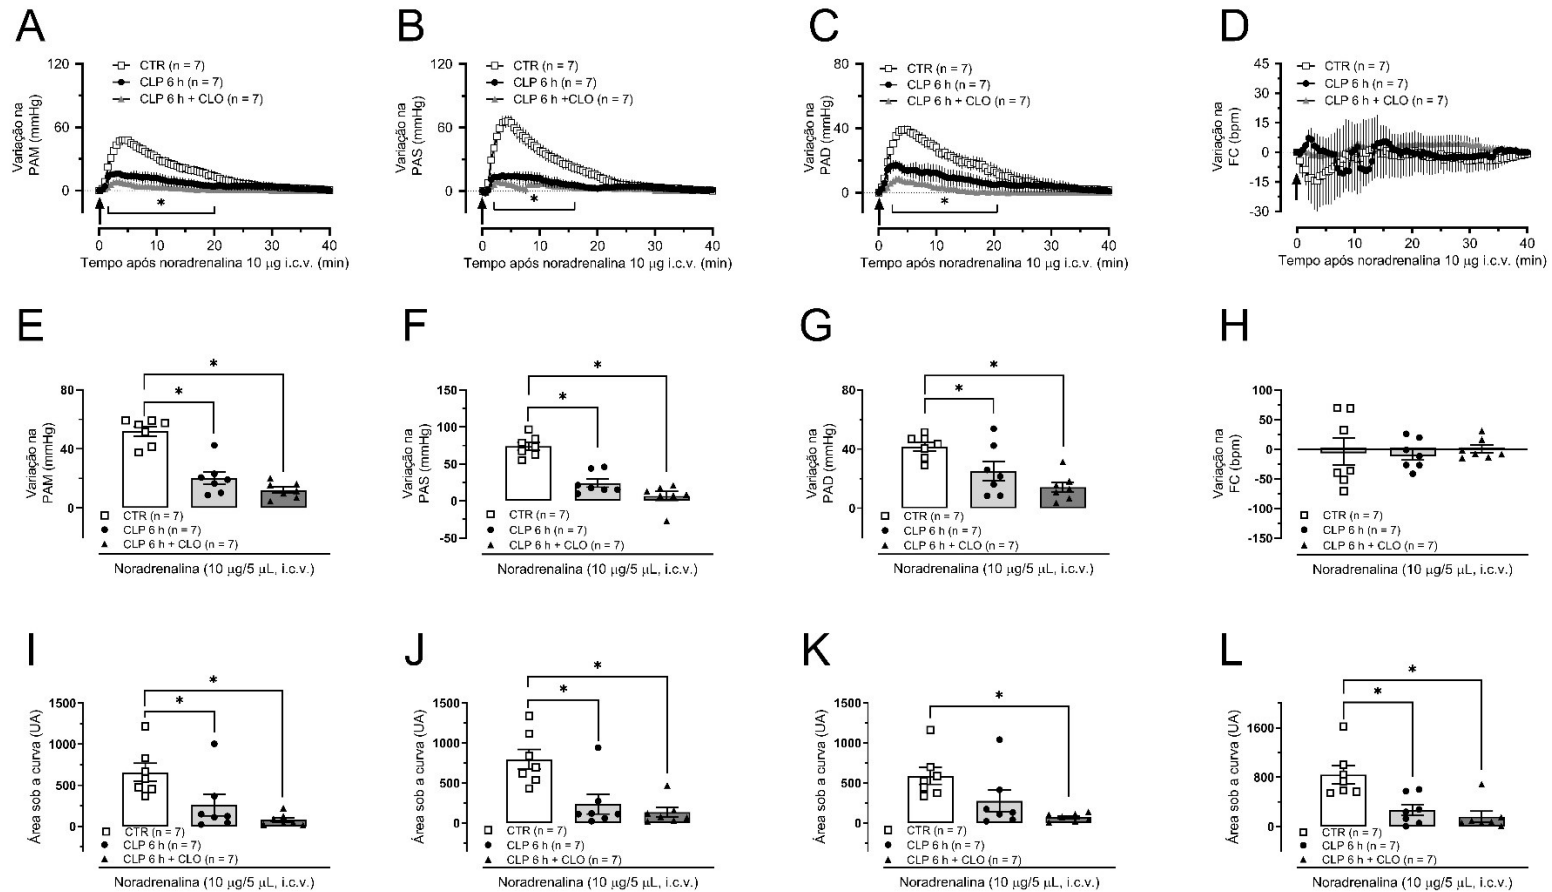 A
120
60
0
Variação na
PAM (mmHg)
CTR (n = 7)
CLP 6 h (n = 7)
CLP 6 h + CLO (n = 7)
*
0 10 20 30 40
Tempo após noradrenalina 10 µg i.c.v. (min)
B
120
60
0
Variação na
PAS (mmHg)
CTR (n = 7)
CLP 6 h (n = 7)
CLP 6 h +CLO (n = 7)
*
0 10 20 30 40
Tempo após noradrenalina 10 µg i.c.v. (min)
C
80
40
0
Variação na
PAD (mmHg)
CTR (n = 7)
CLP 6 h (n = 7)
CLP 6 h + CLO (n = 7)
*
0 10 20 30 40
Tempo após noradrenalina 10 µg i.c.v. (min)
D
45
30
15
0
-15
-30
Variação na
FC (bpm)
CTR (n = 7)
CLP 6 h (n = 7)
CLP 6 h + CLO (n = 7)
0 10 20 30 40
Tempo após noradrenalina 10 µg i.c.v. (min)
E
80
40
0
Variação na
PAM (mmHg)
*
*
CTR (n = 7)
CLP 6 h (n = 7)
CLP 6 h + CLO (n = 7)
Noradrenalina (10 µg/5 µL, i.c.v.)
F
150
100
50
0
-50
Variação na
PAS (mmHg)
*
*
CTR (n = 7)
CLP 6 h (n = 7)
CLP 6 h + CLO (n = 7)
Noradrenalina (10 µg/5 µL, i.c.v.)
G
80
40
0
Variação na
PAD (mmHg)
*
*
CTR (n = 7)
CLP 6 h (n = 7)
CLP 6 h + CLO (n = 7)
Noradrenalina (10 µg/5 µL, i.c.v.)
H
100
50
0
-50
-100
-150
Variação na
FC (bpm)
CTR (n = 7)
CLP 6 h (n = 7)
CLP 6 h + CLO (n = 7)
Noradrenalina (10 µg/5 µL, i.c.v.)
I
1500
1000
500
0
Área sob a curva (UA)
*
*
CTR (n = 7)
CLP 6 h (n = 7)
CLP 6 h + CLO (n = 7)
Noradrenalina (10 µg/5 µL, i.c.v.)
J
1500
1000
500
0
Área sob a curva (UA)
*
*
CTR (n = 7)
CLP 6 h (n = 7)
CLP 6 h + CLO (n = 7)
Noradrenalina (10 µg/5 µL, i.c.v.)
K
1500
1000
500
0
Área sob a curva (UA)
*
CTR (n = 7)
CLP 6 h (n = 7)
CLP 6 h + CLO (n = 7)
Noradrenalina (10 µg/5 µL, i.c.v.)
L
1600
800
0
Área sob a curva (UA)
*
*
CTR (n = 7)
CLP 6 h (n = 7)
CLP 6 h + CLO (n = 7)
Noradrenalina (10 µg/5 µL, i.c.v.)